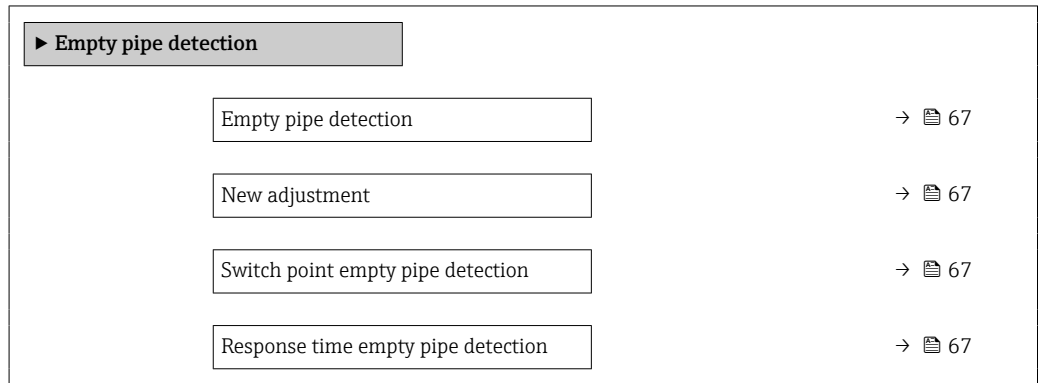 ▶ Empty pipe detection
Empty pipe detection → 67
New adjustment → 67
Switch point empty pipe detection → 67
Response time empty pipe detection → 67